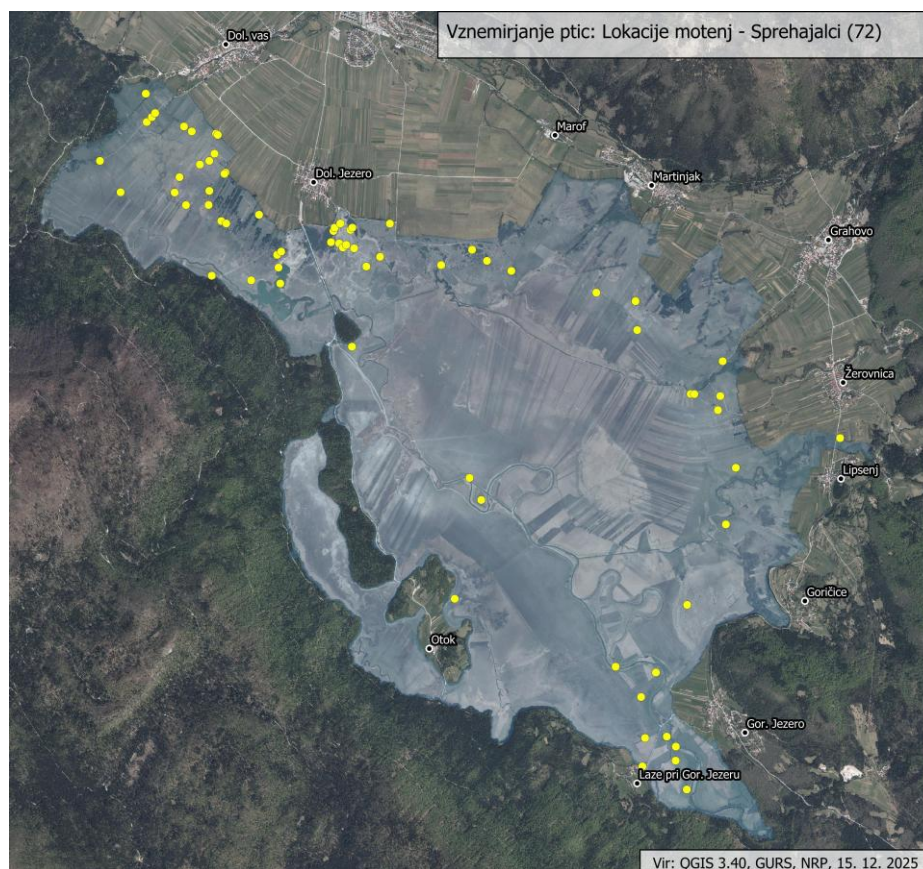 Vznemirjanje ptic: Lokacije motenj - Sprehajalci (72)
Dol. vas
Marof
Dol. Jezero
Martinjak
Grahovo
Žerovnica
Lipsenj
Goričice
Otok
Gor. Jezero
Laze pri Gor. Jezeru
Vir: QGIS 3.40, GURS, NRP, 15. 12. 2025